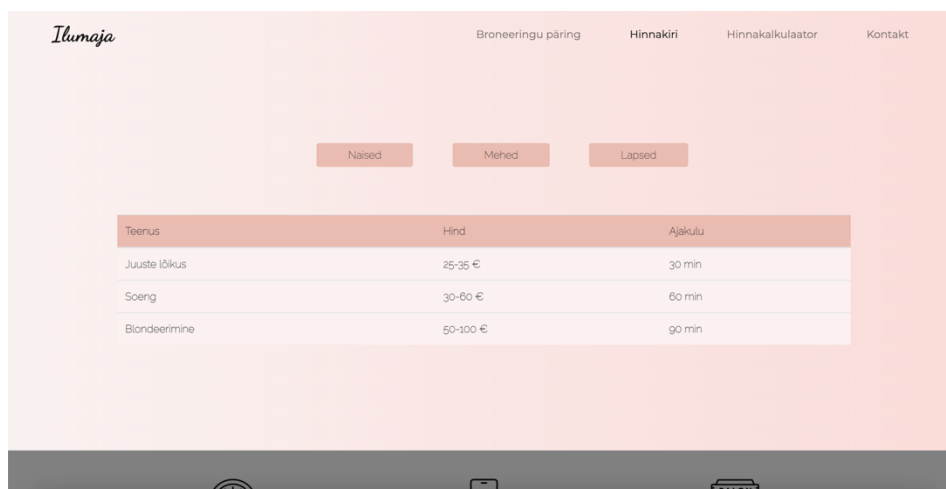 Ilumaja Broneeringu päring Hinnakiri Hinnakalkulaator Kontakt
Naised Mehed Lapsed
Teenus Hind Ajakulu
Juuste lõikus 25-35 € 30 min
Soeng 30-60 € 60 min
Blondeerimine 50-100 € 90 min